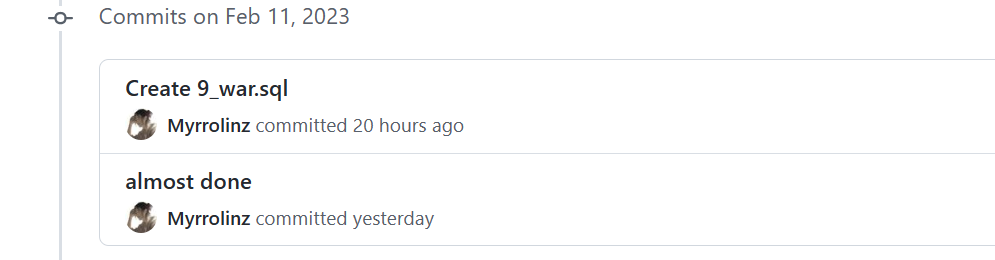 Commits on Feb 11, 2023
Create 9_war.sql
Myrrolinz committed 20 hours ago
almost done
Myrrolinz committed yesterday